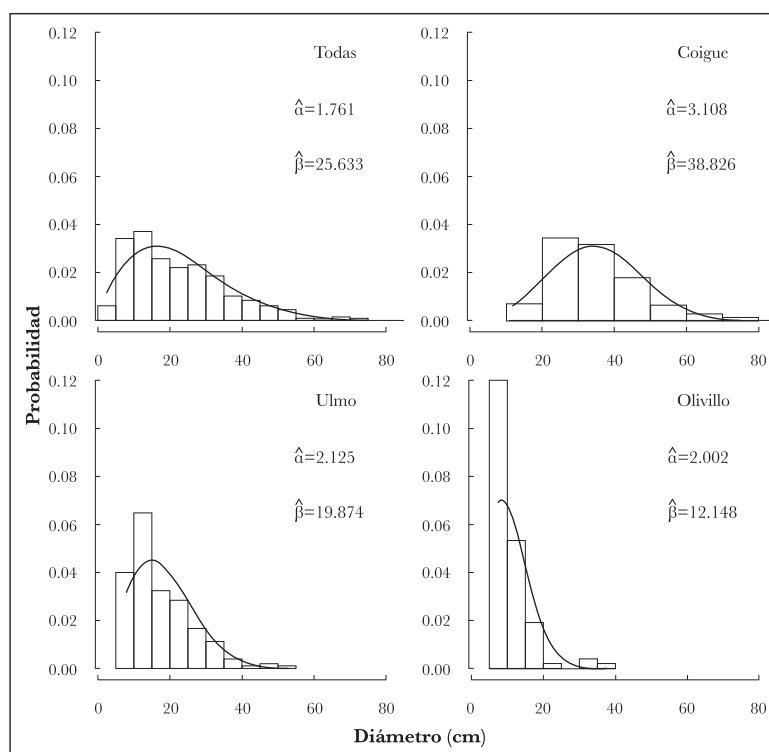 0.12
0.10
0.08
0.06
0.04
0.02
0.00
Todas
α̂=1.761
β̂=25.633
0 20 40 60 80
0.12
0.10
0.08
0.06
0.04
0.02
0.00
Coigue
α̂=3.108
β̂=38.826
0 20 40 60 80
Probabilidad
0.12
0.10
0.08
0.06
0.04
0.02
0.00
Ulmo
α̂=2.125
β̂=19.874
0 20 40 60 80
0.12
0.10
0.08
0.06
0.04
0.02
0.00
Olivillo
α̂=2.002
β̂=12.148
0 20 40 60 80
Diámetro (cm)